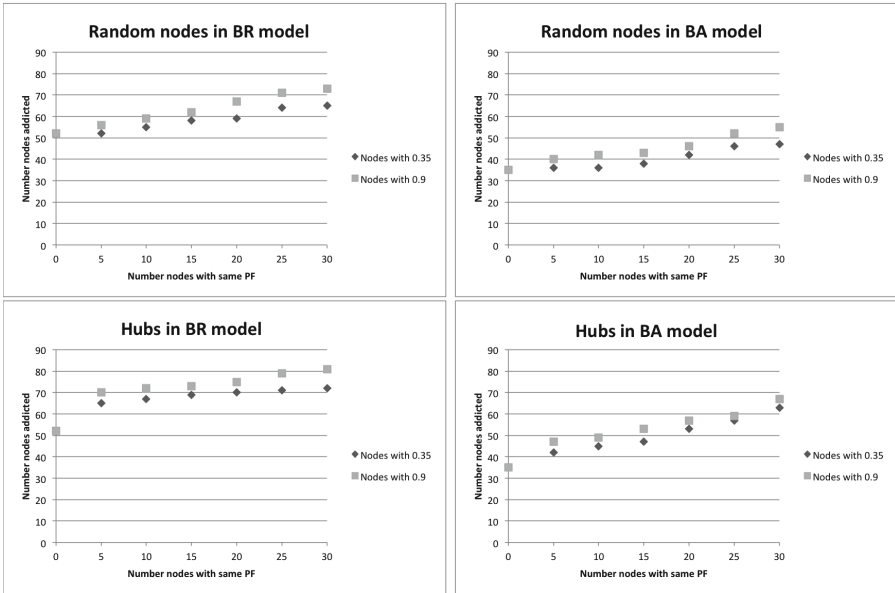 Random nodes in BR model
90
80
70
60
50
40
30
20
10
0
Number nodes addicted
0 5 10 15 20 25 30
Number nodes with same PF
Nodes with 0.35
Nodes with 0.9
Random nodes in BA model
90
80
70
60
50
40
30
20
10
0
Number nodes addicted
0 5 10 15 20 25 30
Number nodes with same PF
Nodes with 0.35
Nodes with 0.9
Hubs in BR model
90
80
70
60
50
40
30
20
10
0
Number nodes addicted
0 5 10 15 20 25 30
Number nodes with same PF
Nodes with 0.35
Nodes with 0.9
Hubs in BA model
90
80
70
60
50
40
30
20
10
0
Number nodes addicted
0 5 10 15 20 25 30
Number nodes with same PF
Nodes with 0.35
Nodes with 0.9